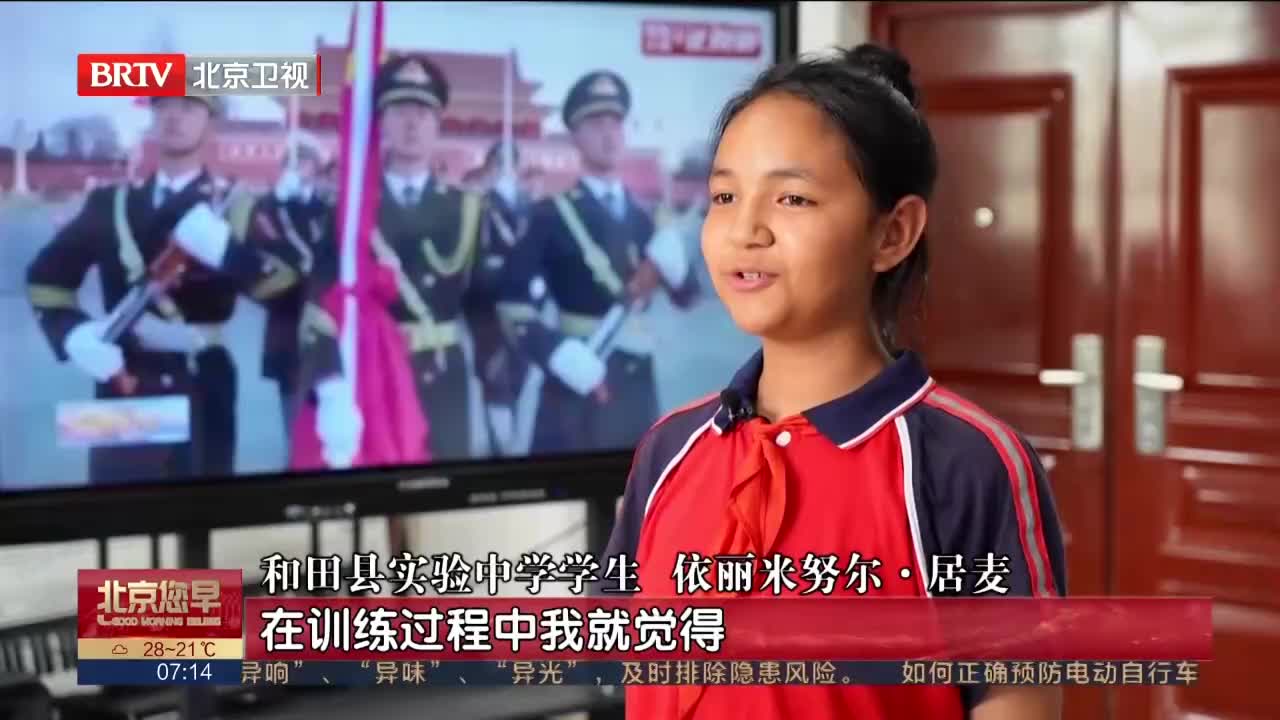 BRTV 北京卫视
和田县实验中学学生 依丽米努尔·居麦
北京您早
GOOD MORNING BEIJING
在训练过程中我就觉得
28~21℃
07:14
异响”、“异味”、“异光”，及时排除隐患风险。 如何正确预防电动自行车